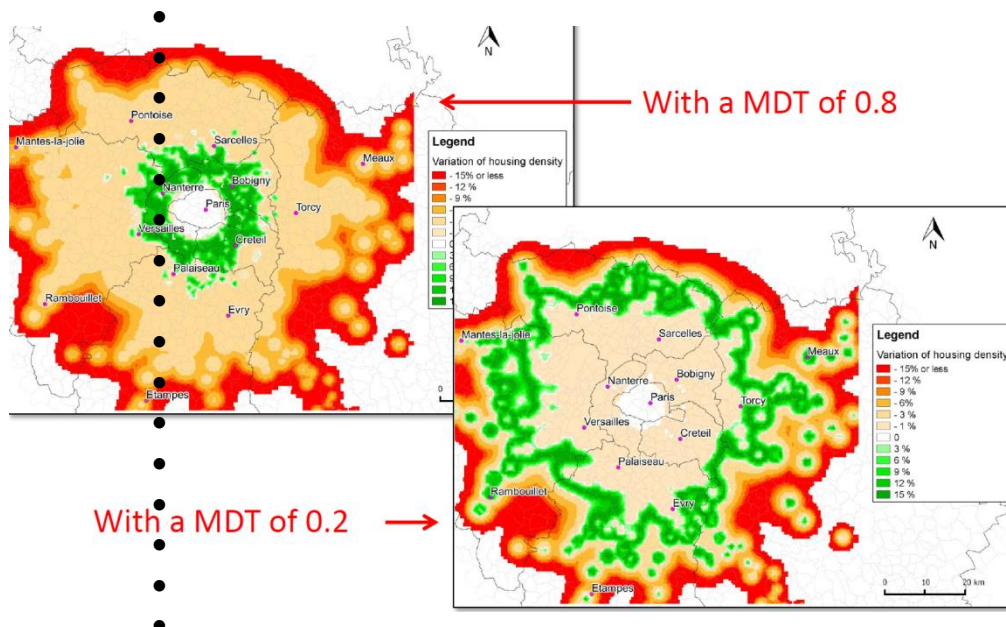 N
With a MDT of 0.8
Pontoise
Mantes-la-jolie
Sarcelles
Meaux
Nanterre
Bobigny
Paris
Torcy
Versailles
Creteil
Palaiseau
Rambouillet
Evry
Etampes
Legend
Variation of housing density
- 15% or less
- 12 %
- 9 %
0
N
Pontoise
Mantes-la-jolie
Sarcelles
Meaux
Nanterre
Bobigny
Paris
Torcy
Versailles
Creteil
Palaiseau
Rambouillet
Evry
Etampes
Legend
Variation of housing density
- 15% or less
- 12 %
- 9 %
- 6%
- 3 %
- 1 %
0
3 %
6 %
9 %
12 %
15 %
0 10 20 km
With a MDT of 0.2